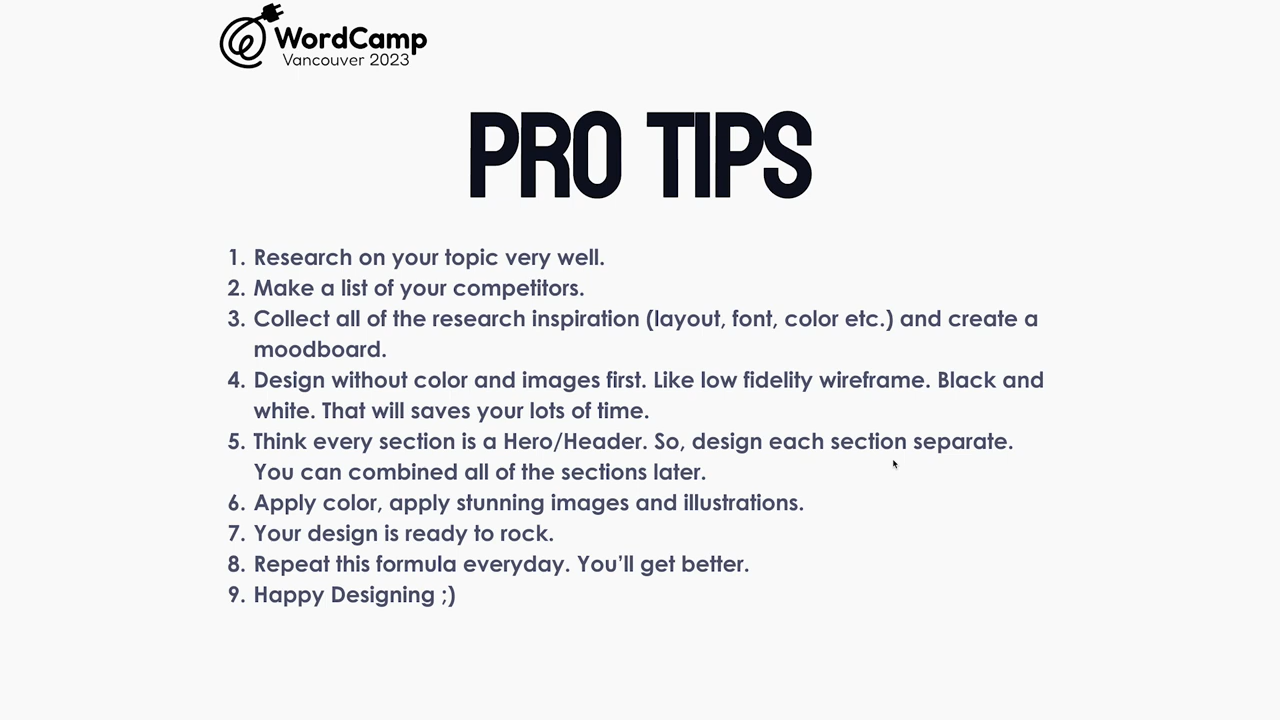 WordCamp
Vancouver 2023
PRO TIPS
1. Research on your topic very well.
2. Make a list of your competitors.
3. Collect all of the research inspiration (layout, font, color etc.) and create a
moodboard.
4. Design without color and images first. Like low fidelity wireframe. Black and
white. That will saves your lots of time.
5. Think every section is a Hero/Header. So, design each section separate.
You can combined all of the sections later.
6. Apply color, apply stunning images and illustrations.
7. Your design is ready to rock.
8. Repeat this formula everyday. You’ll get better.
9. Happy Designing ;)